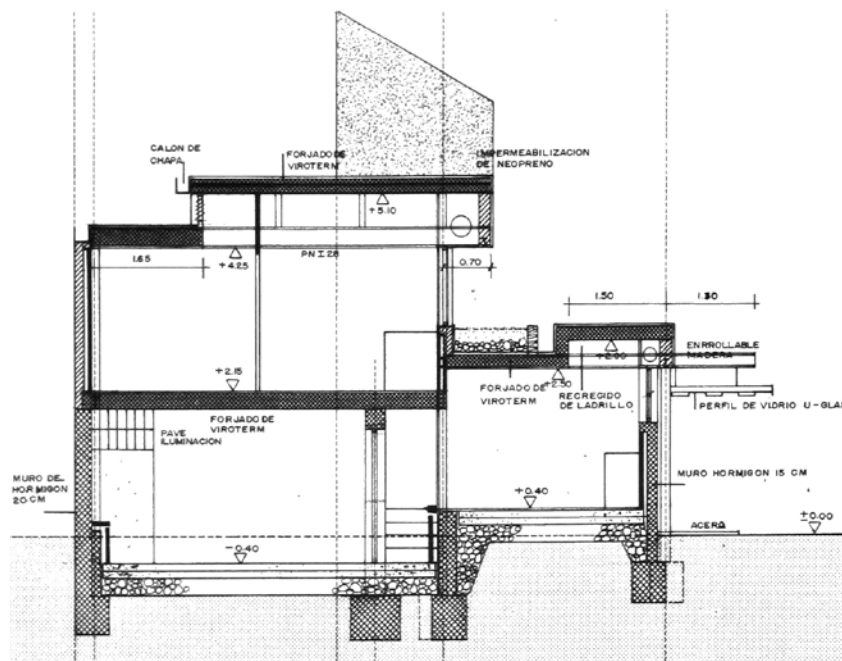 CALON DE
CHAPA
FORJADO DE
VIROTERM
IMPERMEABILIZACION
DE NEOPRENO
+5.10
1.65
+4.25
PN I 28
0.70
1.50
1.30
+2.90
ENRROLLABLE
MADERA
+2.15
FORJADO DE
VIROTERM
+2.50
RECREGIDO
DE LADRILLO
PERFIL DE VIDRIO U-GLAS
FORJADO DE
VIROTERM
PAVE
ILUMINACION
MURO DE
HORMIGON
20 CM
MURO HORMIGON 15 CM
+0.40
ACERA
±0.00
-0.40